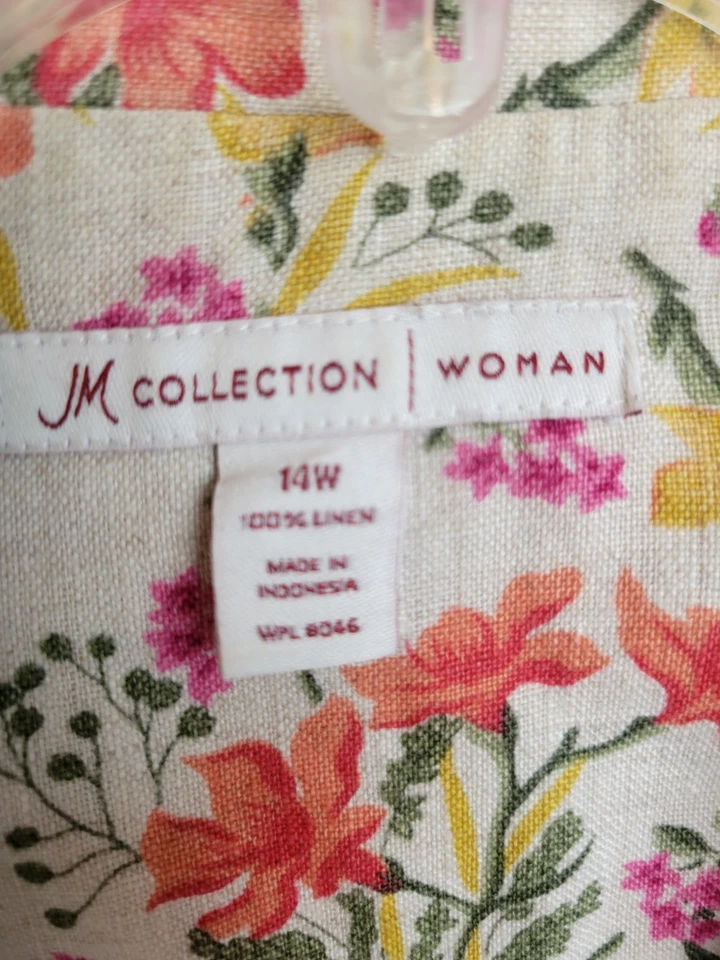 JM COLLECTION | WOMAN
14W
100% LINEN
MADE IN
INDONESIA
WPL 8046